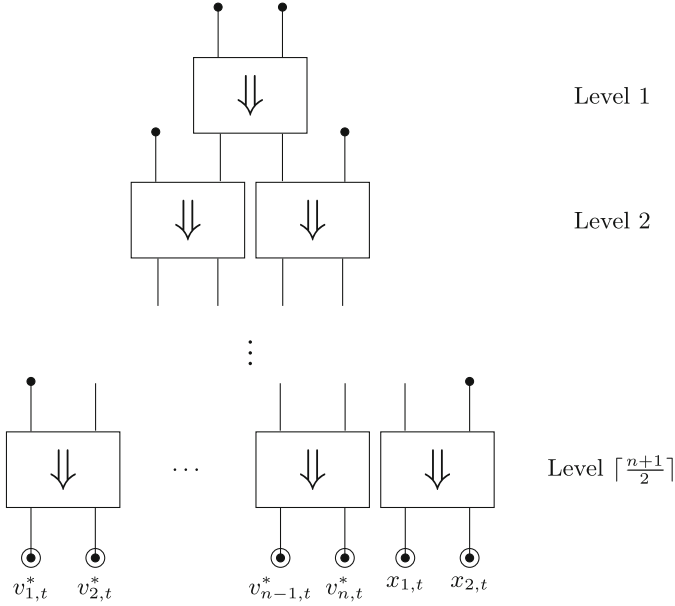 ⇓
Level 1
⇓ ⇓
Level 2
⋮
⇓ … ⇓ ⇓
Level ⌈(n+1)/2⌉
v*_{1,t} v*_{2,t} v*_{n−1,t} v*_{n,t} x_{1,t} x_{2,t}